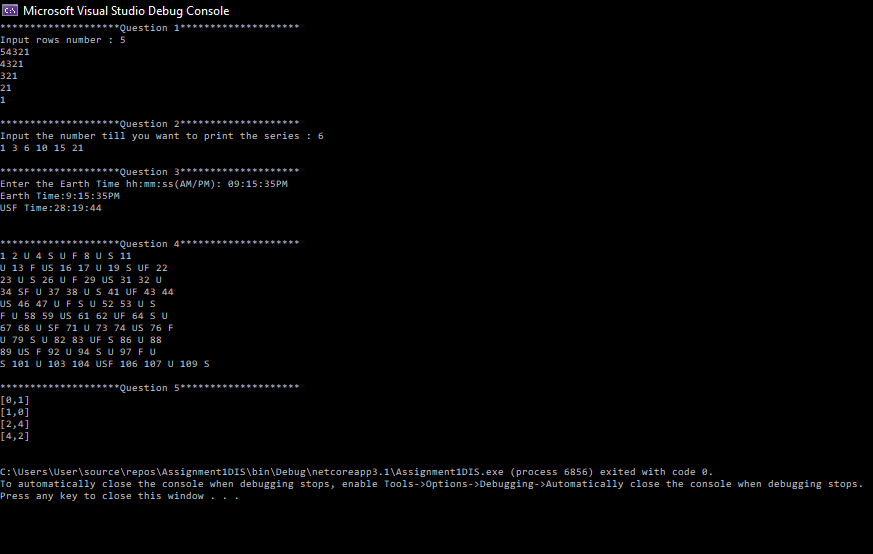 C:\ Microsoft Visual Studio Debug Console
********************Question 1********************
Input rows number : 5
54321
4321
321
21
1
********************Question 2********************
Input the number till you want to print the series : 6
1 3 6 10 15 21
********************Question 3********************
Enter the Earth Time hh:mm:ss(AM/PM): 09:15:35PM
Earth Time:9:15:35PM
USF Time:28:19:44
********************Question 4********************
1 2 U 4 S U F 8 U S 11
U 13 F US 16 17 U 19 S UF 22
23 U S 26 U F 29 US 31 32 U
34 SF U 37 38 U S 41 UF 43 44
US 46 47 U F S U 52 53 U S
F U 58 59 US 61 62 UF 64 S U
67 68 U SF 71 U 73 74 US 76 F
U 79 S U 82 83 UF S 86 U 88
89 US F 92 U 94 S U 97 F U
S 101 U 103 104 USF 106 107 U 109 S
********************Question 5********************
[0,1]
[1,0]
[2,4]
[4,2]
C:\Users\User\source\repos\Assignment1DIS\bin\Debug\netcoreapp3.1\Assignment1DIS.exe (process 6856) exited with code 0.
To automatically close the console when debugging stops, enable Tools->Options->Debugging->Automatically close the console when debugging stops.
Press any key to close this window . . .